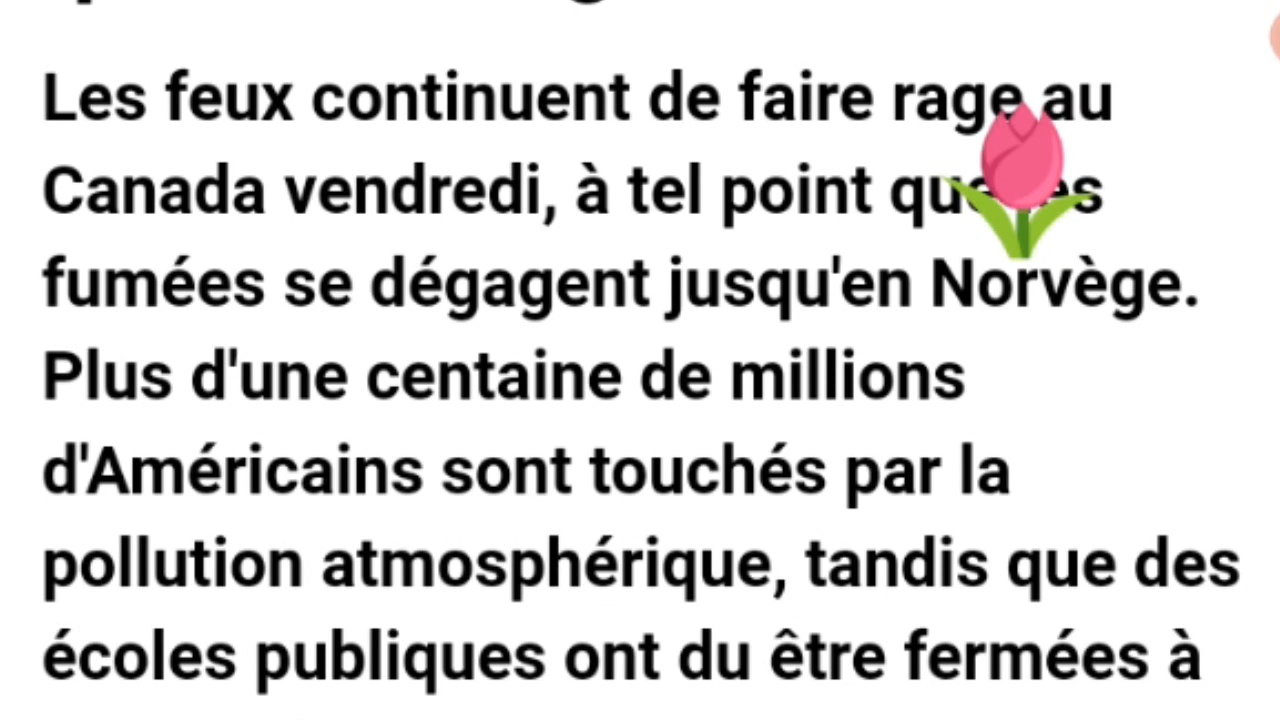 Les feux continuent de faire rage au
Canada vendredi, à tel point que les
fumées se dégagent jusqu'en Norvège.
Plus d'une centaine de millions
d'Américains sont touchés par la
pollution atmosphérique, tandis que des
écoles publiques ont du être fermées à